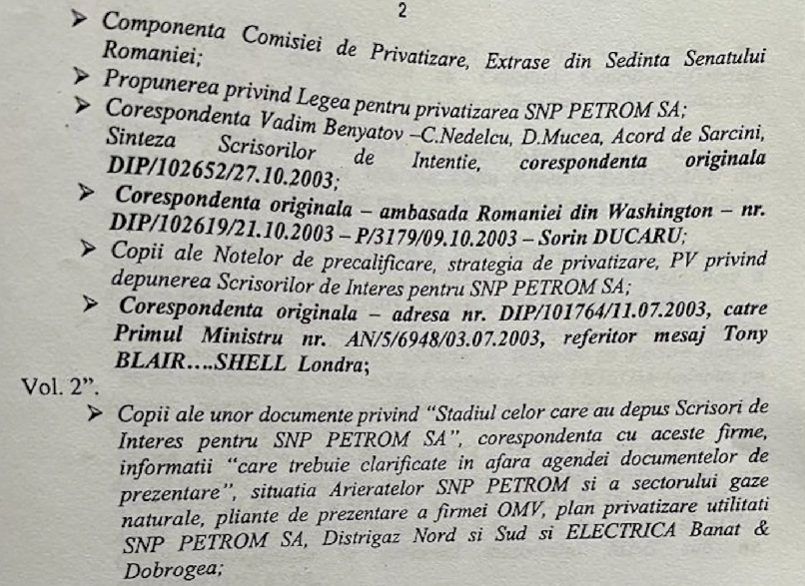 2
➤ Componenta Comisiei de Privatizare, Extrase din Sedinta Senatului
Romaniei;
➤ Propunerea privind Legea pentru privatizarea SNP PETROM SA;
➤ Corespondenta Vadim Benyatov –C.Nedelcu, D.Mucea, Acord de Sarcini,
Sinteza Scrisorilor de Intentie, corespondenta originala
DIP/102652/27.10.2003;
➤ Corespondenta originala – ambasada Romaniei din Washington – nr.
DIP/102619/21.10.2003 – P/3179/09.10.2003 – Sorin DUCARU;
➤ Copii ale Notelor de precalificare, strategia de privatizare, PV privind
depunerea Scrisorilor de Interes pentru SNP PETROM SA;
➤ Corespondenta originala – adresa nr. DIP/101764/11.07.2003, catre
Primul Ministru nr. AN/5/6948/03.07.2003, referitor mesaj Tony
BLAIR....SHELL Londra;
Vol. 2”.
➤ Copii ale unor documente privind “Stadiul celor care au depus Scrisori de
Interes pentru SNP PETROM SA”, corespondenta cu aceste firme,
informatii “care trebuie clarificate in afara agendei documentelor de
prezentare”, situatia Arieratelor SNP PETROM si a sectorului gaze
naturale, pliante de prezentare a firmei OMV, plan privatizare utilitati
SNP PETROM SA, Distrigaz Nord si Sud si ELECTRICA Banat &
Dobrogea;